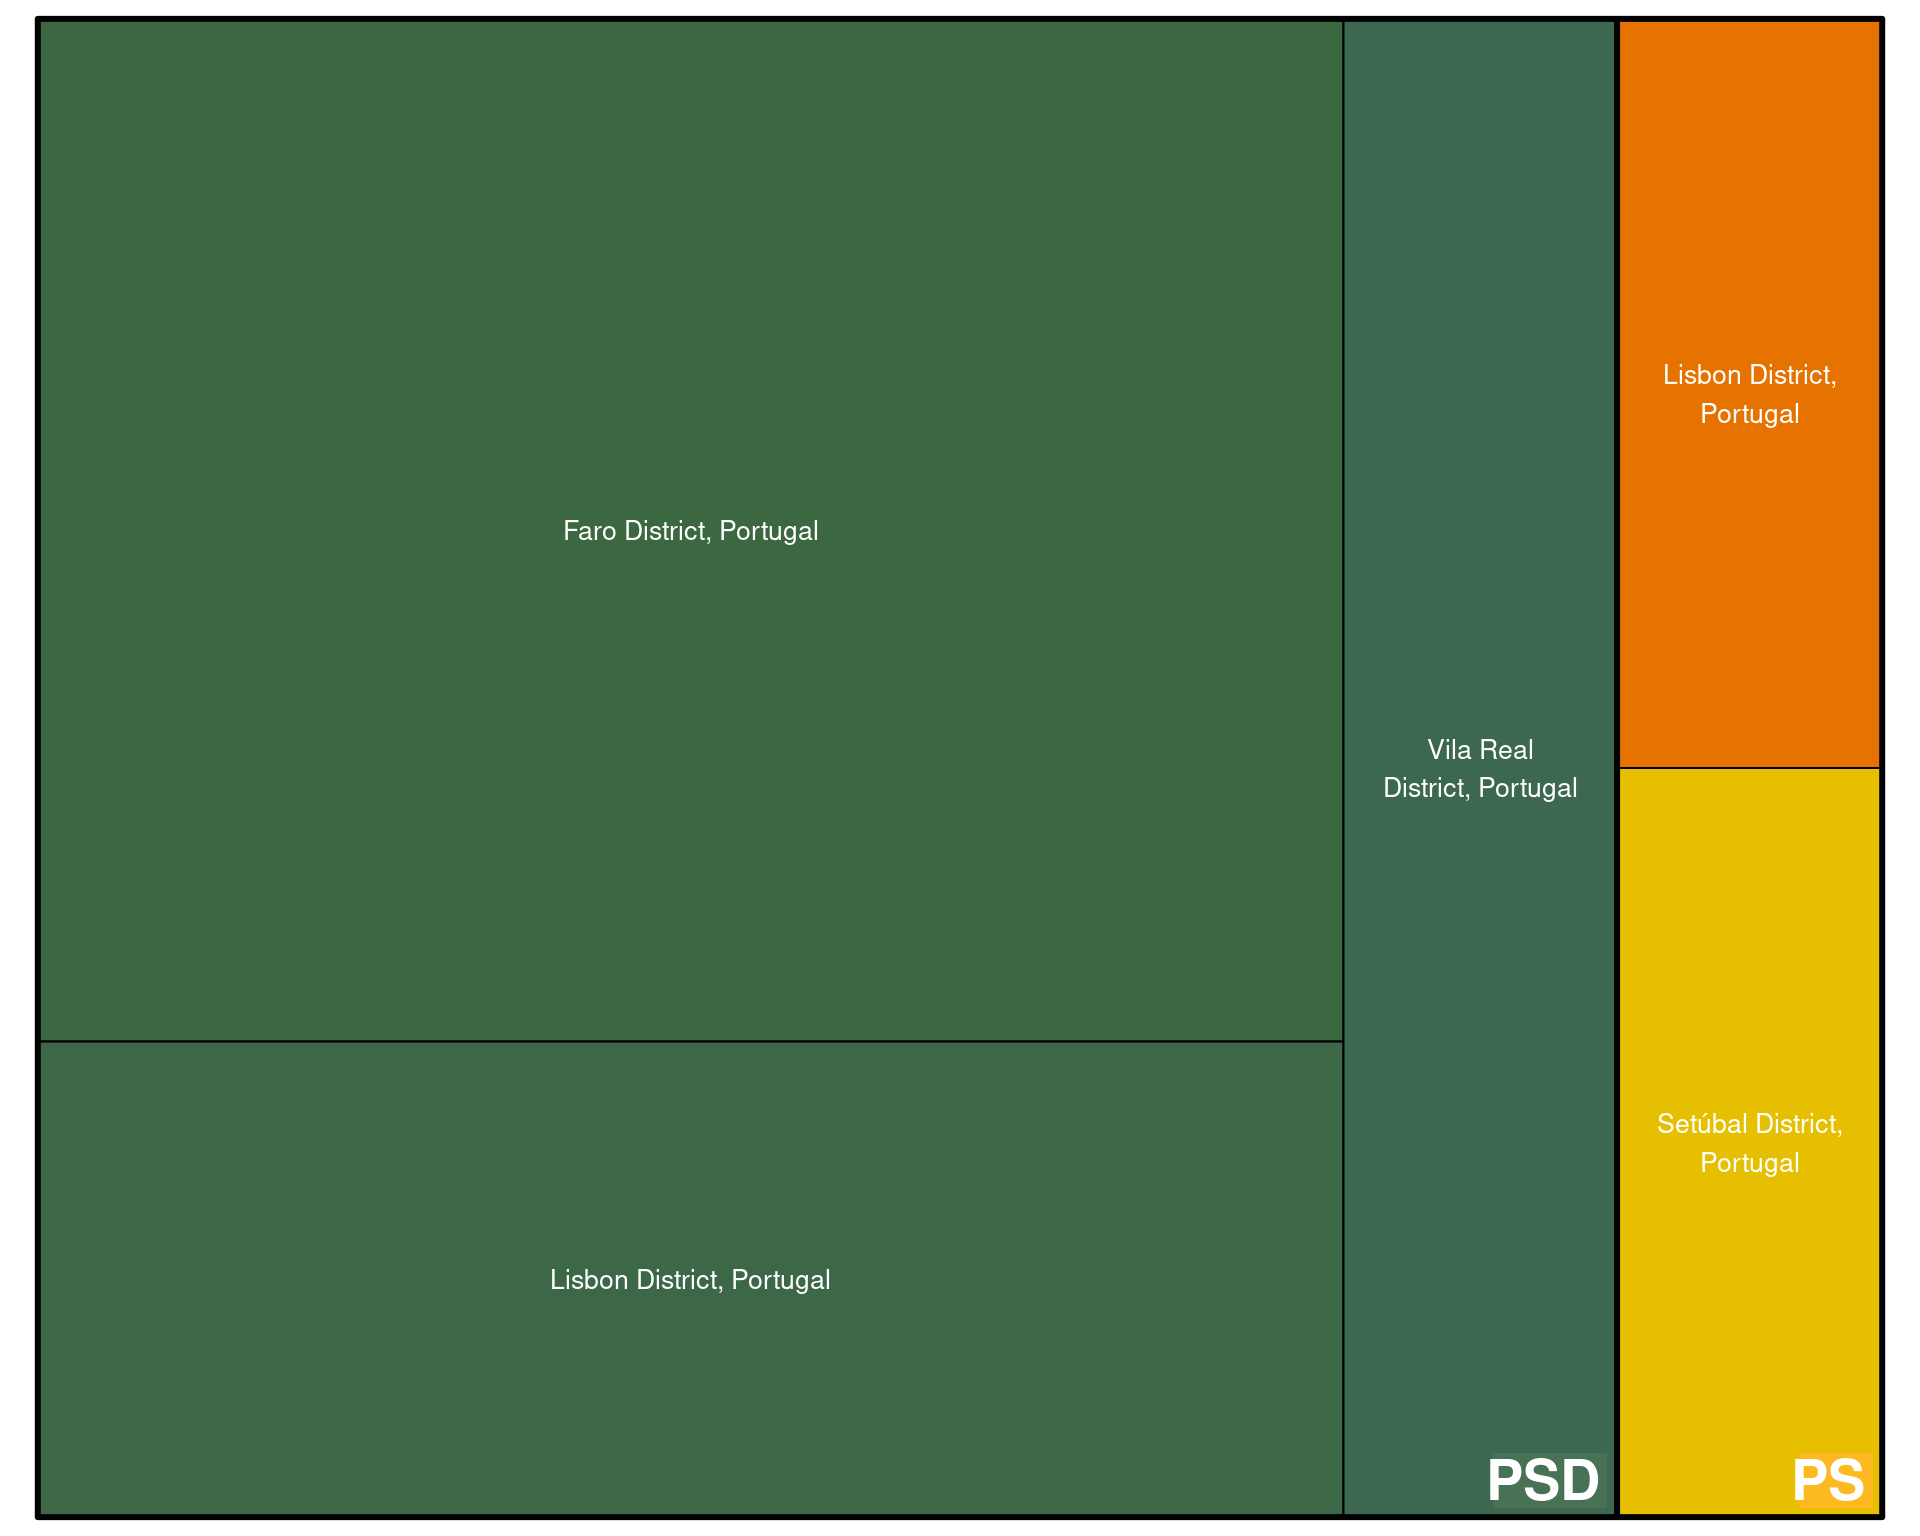 Faro District, Portugal
Lisbon District, Portugal
Vila Real
District, Portugal
PSD
Lisbon District,
Portugal
Setúbal District,
Portugal
PS